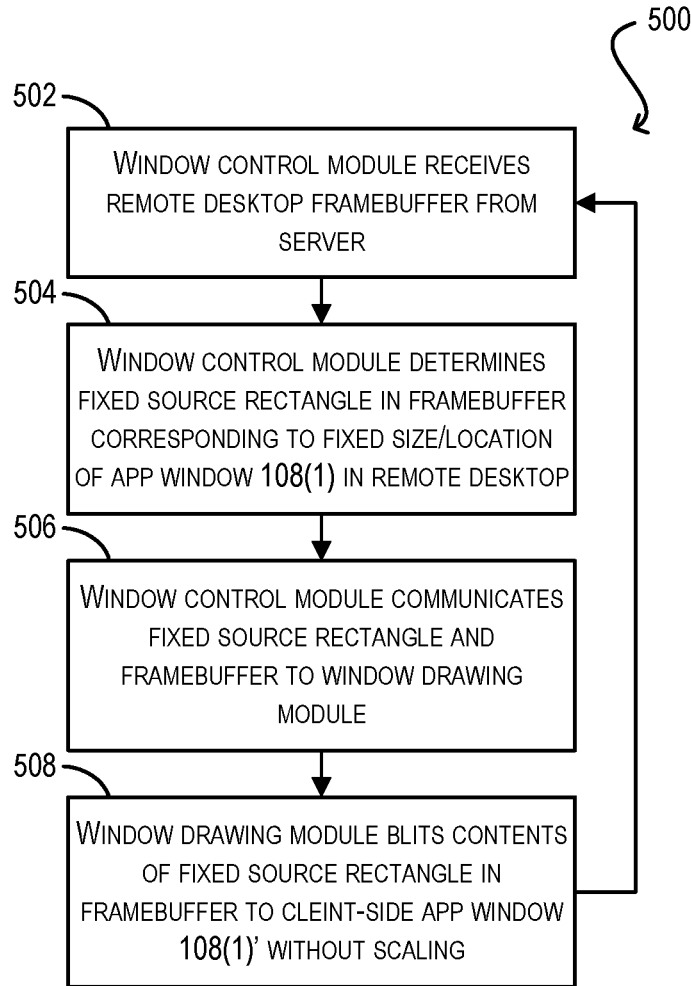 500
502
WINDOW CONTROL MODULE RECEIVES
REMOTE DESKTOP FRAMEBUFFER FROM
SERVER
504
WINDOW CONTROL MODULE DETERMINES
FIXED SOURCE RECTANGLE IN FRAMEBUFFER
CORRESPONDING TO FIXED SIZE/LOCATION
OF APP WINDOW 108(1) IN REMOTE DESKTOP
506
WINDOW CONTROL MODULE COMMUNICATES
FIXED SOURCE RECTANGLE AND
FRAMEBUFFER TO WINDOW DRAWING
MODULE
508
WINDOW DRAWING MODULE BLITS CONTENTS
OF FIXED SOURCE RECTANGLE IN
FRAMEBUFFER TO CLEINT-SIDE APP WINDOW
108(1)’ WITHOUT SCALING